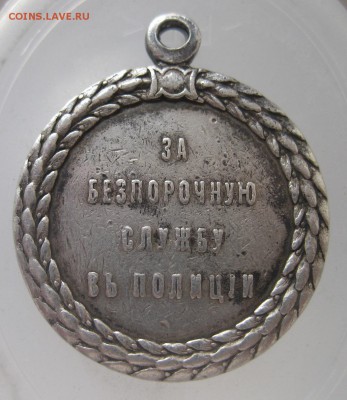 COINS.LAVE.RU
ЗА
БЕЗПОРОЧНУЮ
СЛУЖБУ
ВЪ ПОЛИЦІИ